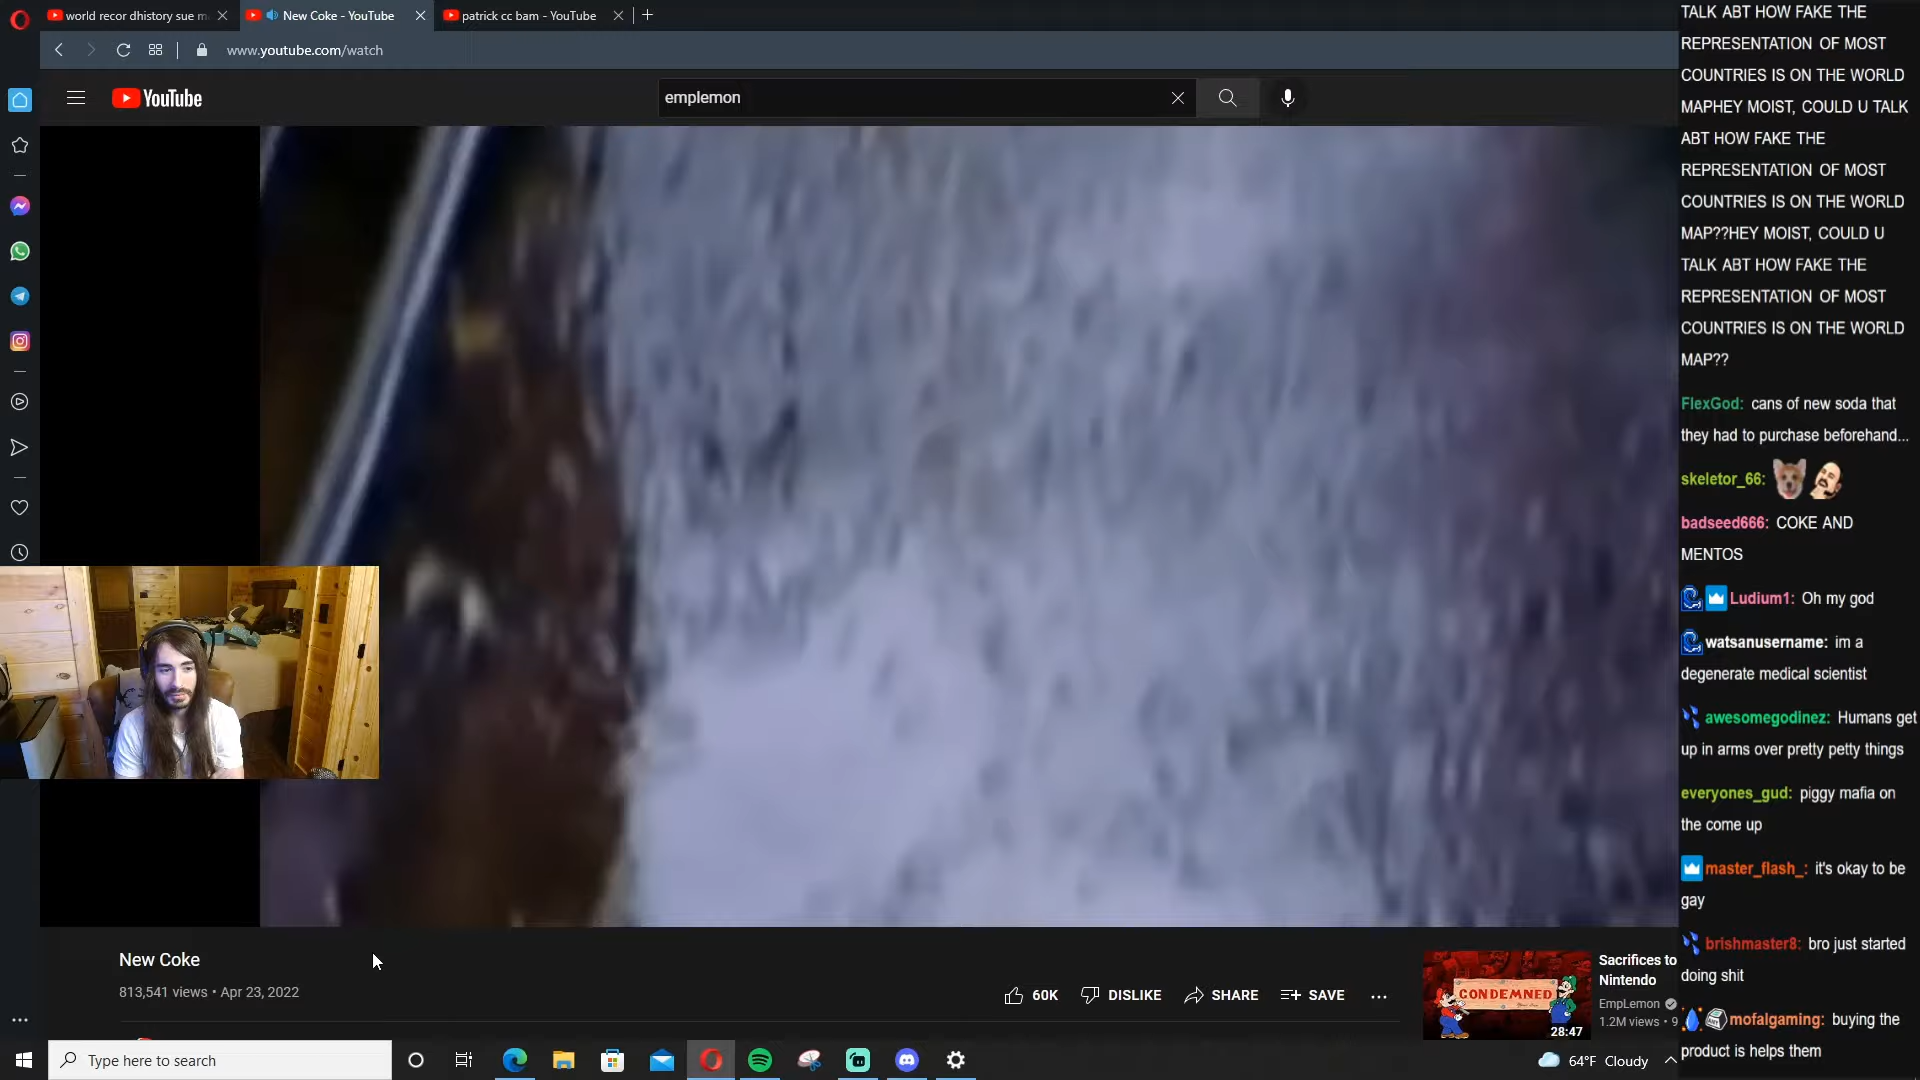 world recor dhistory sue m
New Coke - YouTube
patrick cc bam - YouTube
www.youtube.com/watch
YouTube
emplemon
TALK ABT HOW FAKE THE
REPRESENTATION OF MOST
COUNTRIES IS ON THE WORLD
MAPHEY MOIST, COULD U TALK
ABT HOW FAKE THE
REPRESENTATION OF MOST
COUNTRIES IS ON THE WORLD
MAP??HEY MOIST, COULD U
TALK ABT HOW FAKE THE
REPRESENTATION OF MOST
COUNTRIES IS ON THE WORLD
MAP??
FlexGod: cans of new soda that
they had to purchase beforehand...
skeletor_66:
badseed666: COKE AND
MENTOS
Ludium1: Oh my god
watsanusername: im a
degenerate medical scientist
awesomegodinez: Humans get
up in arms over pretty petty things
everyones_gud: piggy mafia on
the come up
master_flash_: it's okay to be
gay
brishmaster8: bro just started
doing shit
mofalgaming: buying the
product is helps them
New Coke
813,541 views • Apr 23, 2022
60K
DISLIKE
SHARE
SAVE
CONDEMNED
28:47
Sacrifices to
Nintendo
EmpLemon
1.2M views • 9
Type here to search
64°F Cloudy